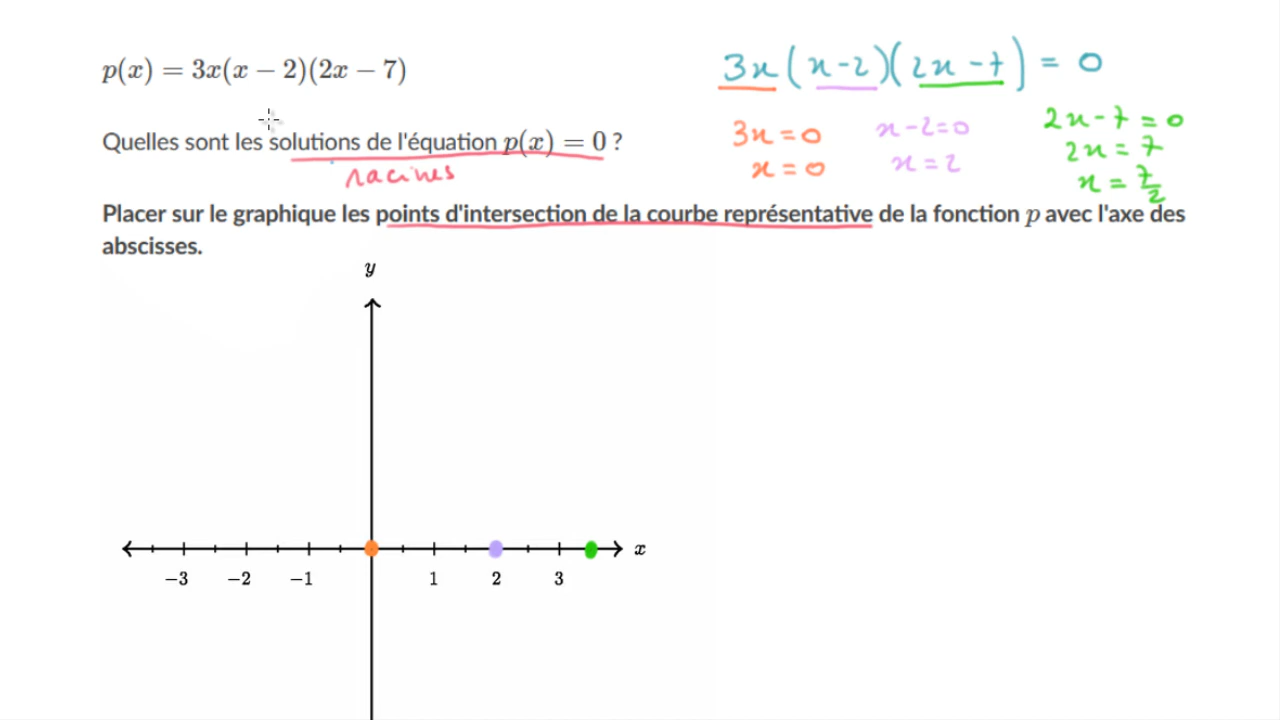 p(x) = 3x(x − 2)(2x − 7)
3x(x-2)(2x-7) = 0
Quelles sont les solutions de l'équation p(x) = 0 ?
racines
3x=0
x=0
x-2=0
x=2
2x-7=0
2x=7
x=7/2
Placer sur le graphique les points d'intersection de la courbe représentative de la fonction p avec l'axe des
abscisses.
y
x
−3 −2 −1 1 2 3